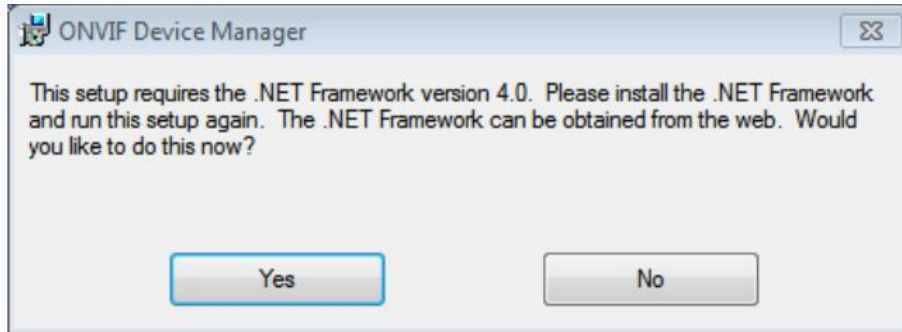 ONVIF Device Manager
This setup requires the .NET Framework version 4.0. Please install the .NET Framework
and run this setup again. The .NET Framework can be obtained from the web. Would
you like to do this now?
Yes
No